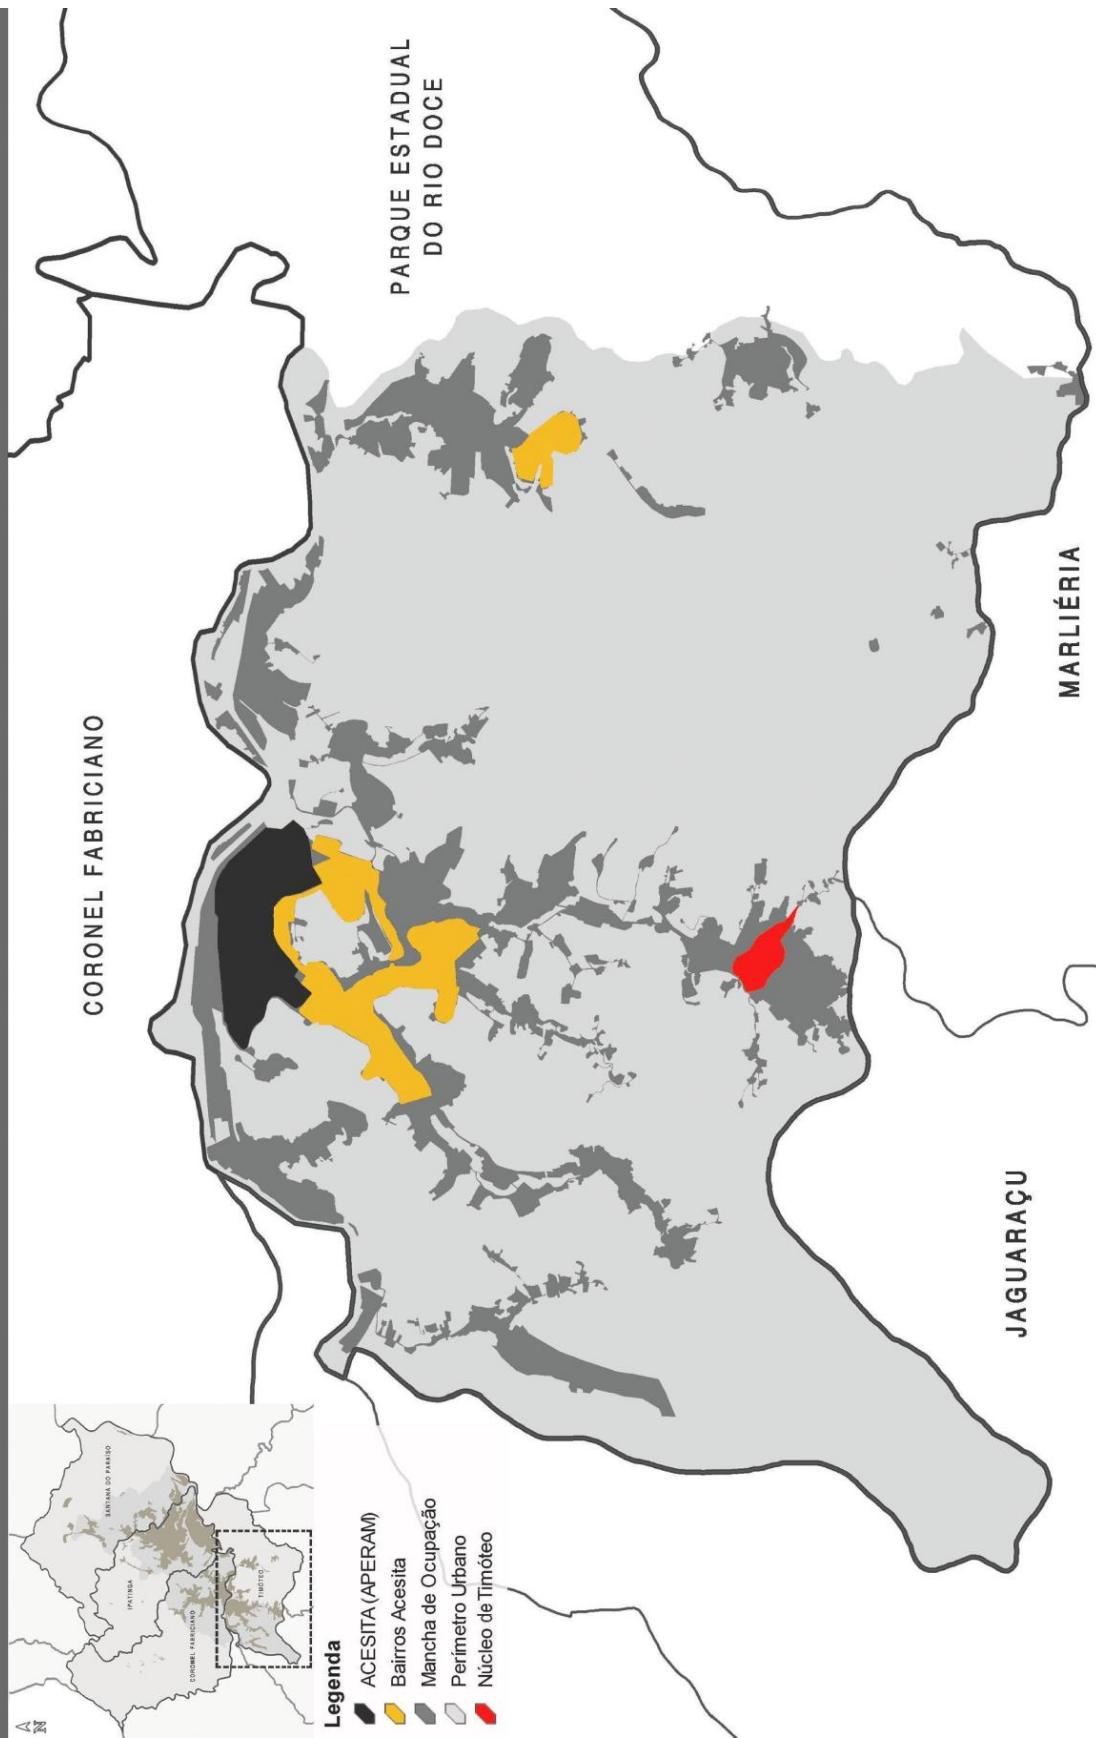 N
SANTANA DO PARAÍSO
IPATINGA
CORONEL FABRICIANO
TIMÓTEO
CORONEL FABRICIANO
PARQUE ESTADUAL
DO RIO DOCE
Legenda
ACESITA (APERAM)
Bairros Acesita
Mancha de Ocupação
Perímetro Urbano
Núcleo de Timóteo
JAGUARAÇU
MARLIÉRIA